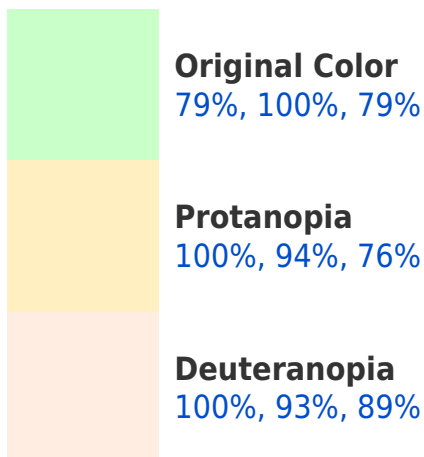 Original Color
79%, 100%, 79%
Protanopia
100%, 94%, 76%
Deuteranopia
100%, 93%, 89%